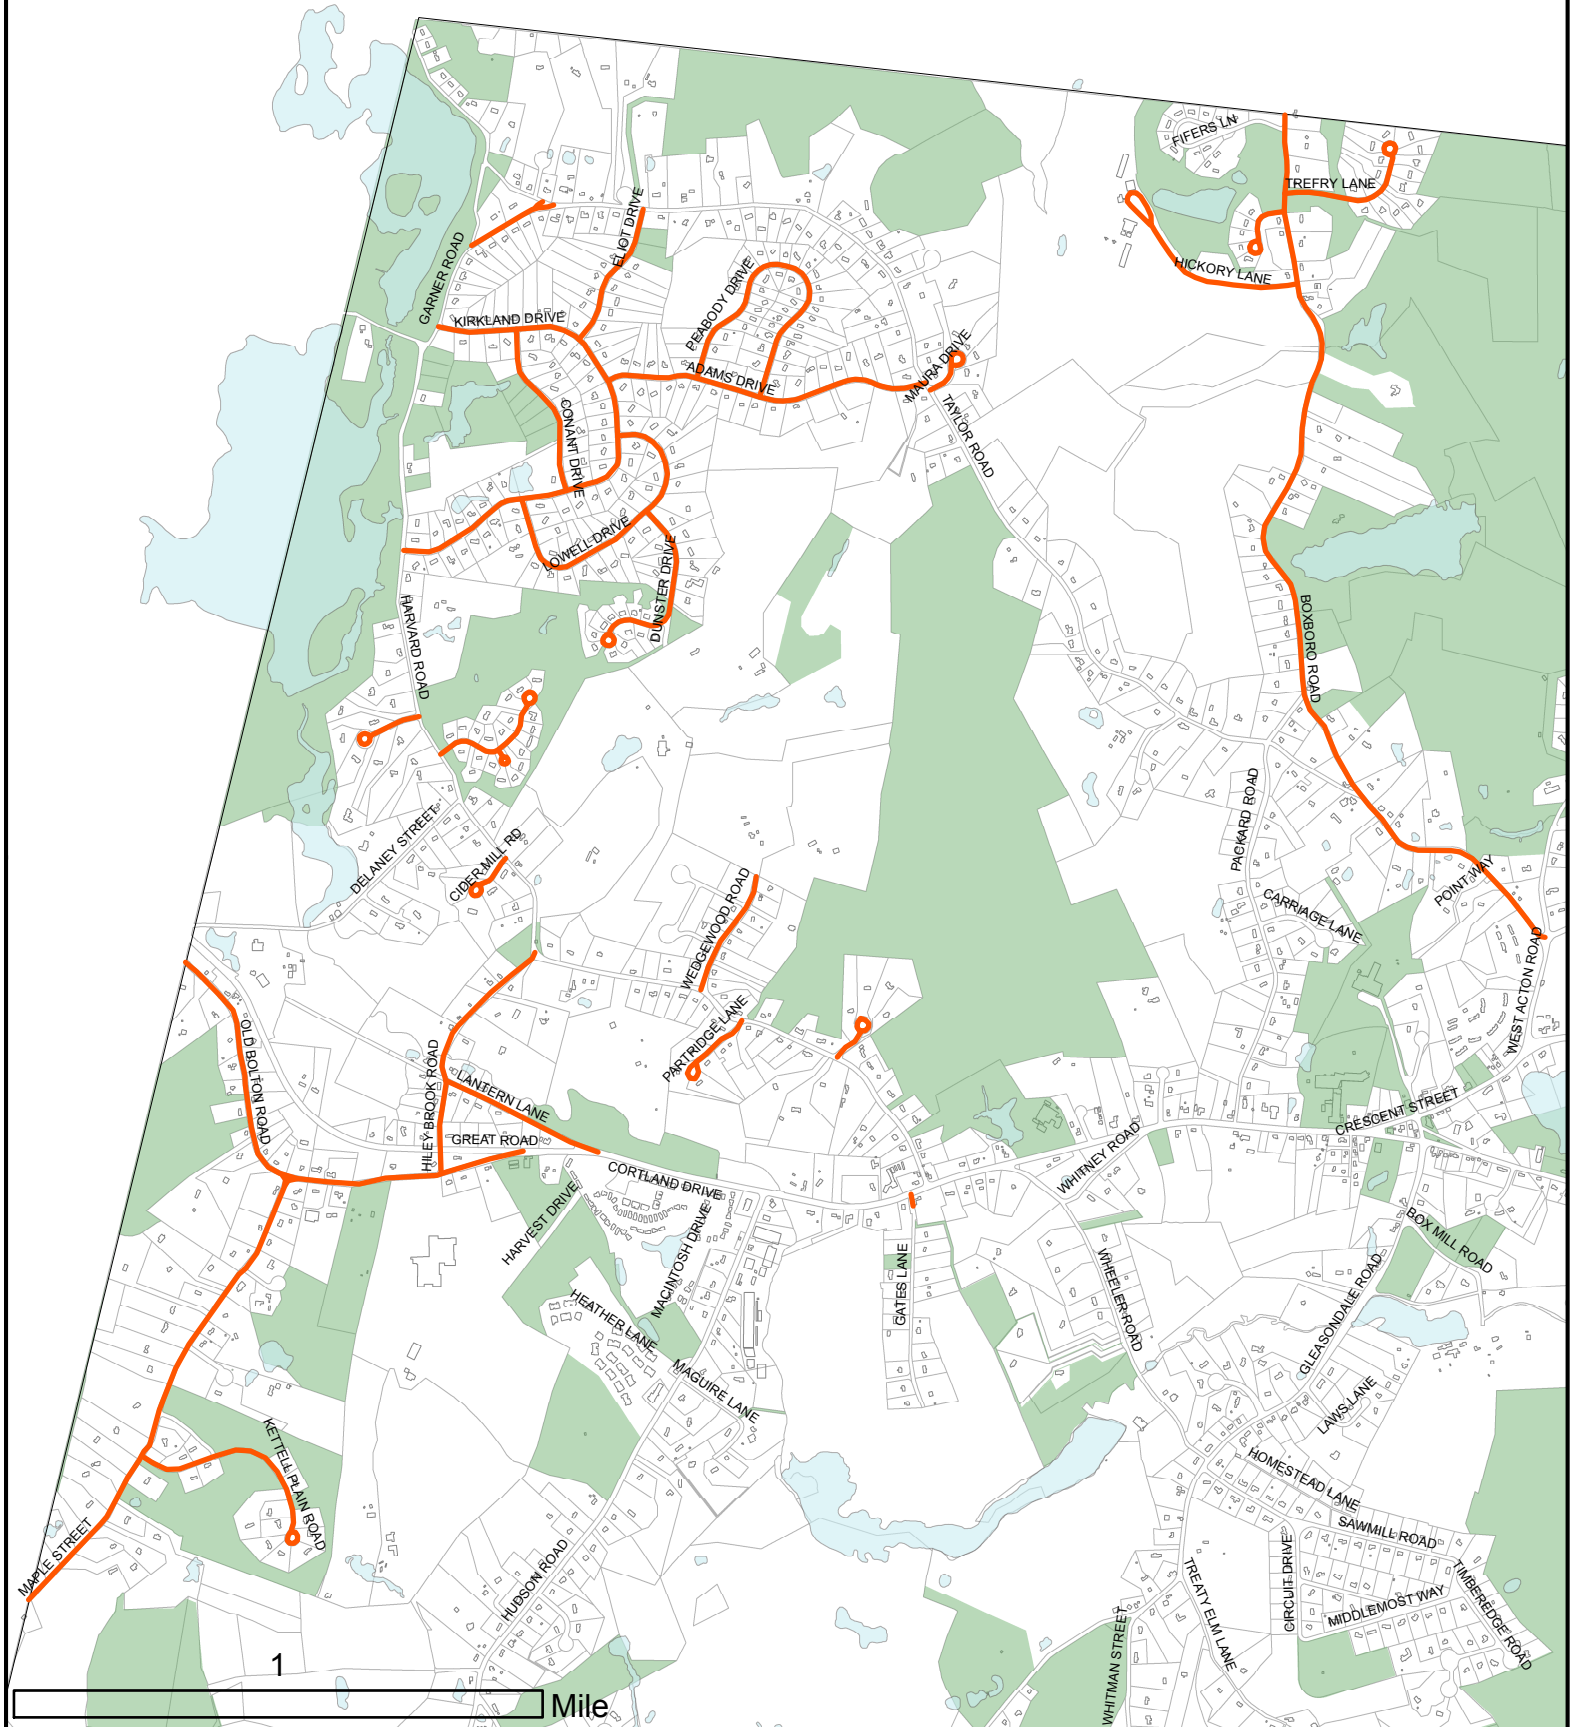 FIFERS LN
TREFRY LANE
ELIOT DRIVE
GARNER ROAD
HICKORY LANE
PEABODY DRIVE
KIRKLAND DRIVE
MAURA DRIVE
ADAMS DRIVE
TAYLOR ROAD
CONANT DRIVE
LOWELL DRIVE
DUNSTER DRIVE
HARVARD ROAD
BOXBORO ROAD
PACKARD ROAD
DELANEY STREET
CIDER MILL RD
POINT WAY
CARRIAGE LANE
WEDGEWOOD ROAD
WEST ACTON ROAD
PARTRIDGE LANE
OLD BOLTON ROAD
HILEY BROOK ROAD
LANTERN LANE
CRESCENT STREET
GREAT ROAD
WHITNEY ROAD
CORTLAND DRIVE
HARVEST DRIVE
MACINTOSH DRIVE
BOX MILL ROAD
GATES LANE
WHEELER ROAD
GLEASONDALE ROAD
HEATHER LANE
MAGUIRE LANE
LAWS LANE
KETTELL PLAIN ROAD
HOMESTEAD LANE
SAWMILL ROAD
MAPLE STREET
HUDSON ROAD
CIRCUIT DRIVE
TREATY ELM LANE
MIDDLEMOST WAY
TIMBEREDGE ROAD
WHITMAN STREET
1
Mile